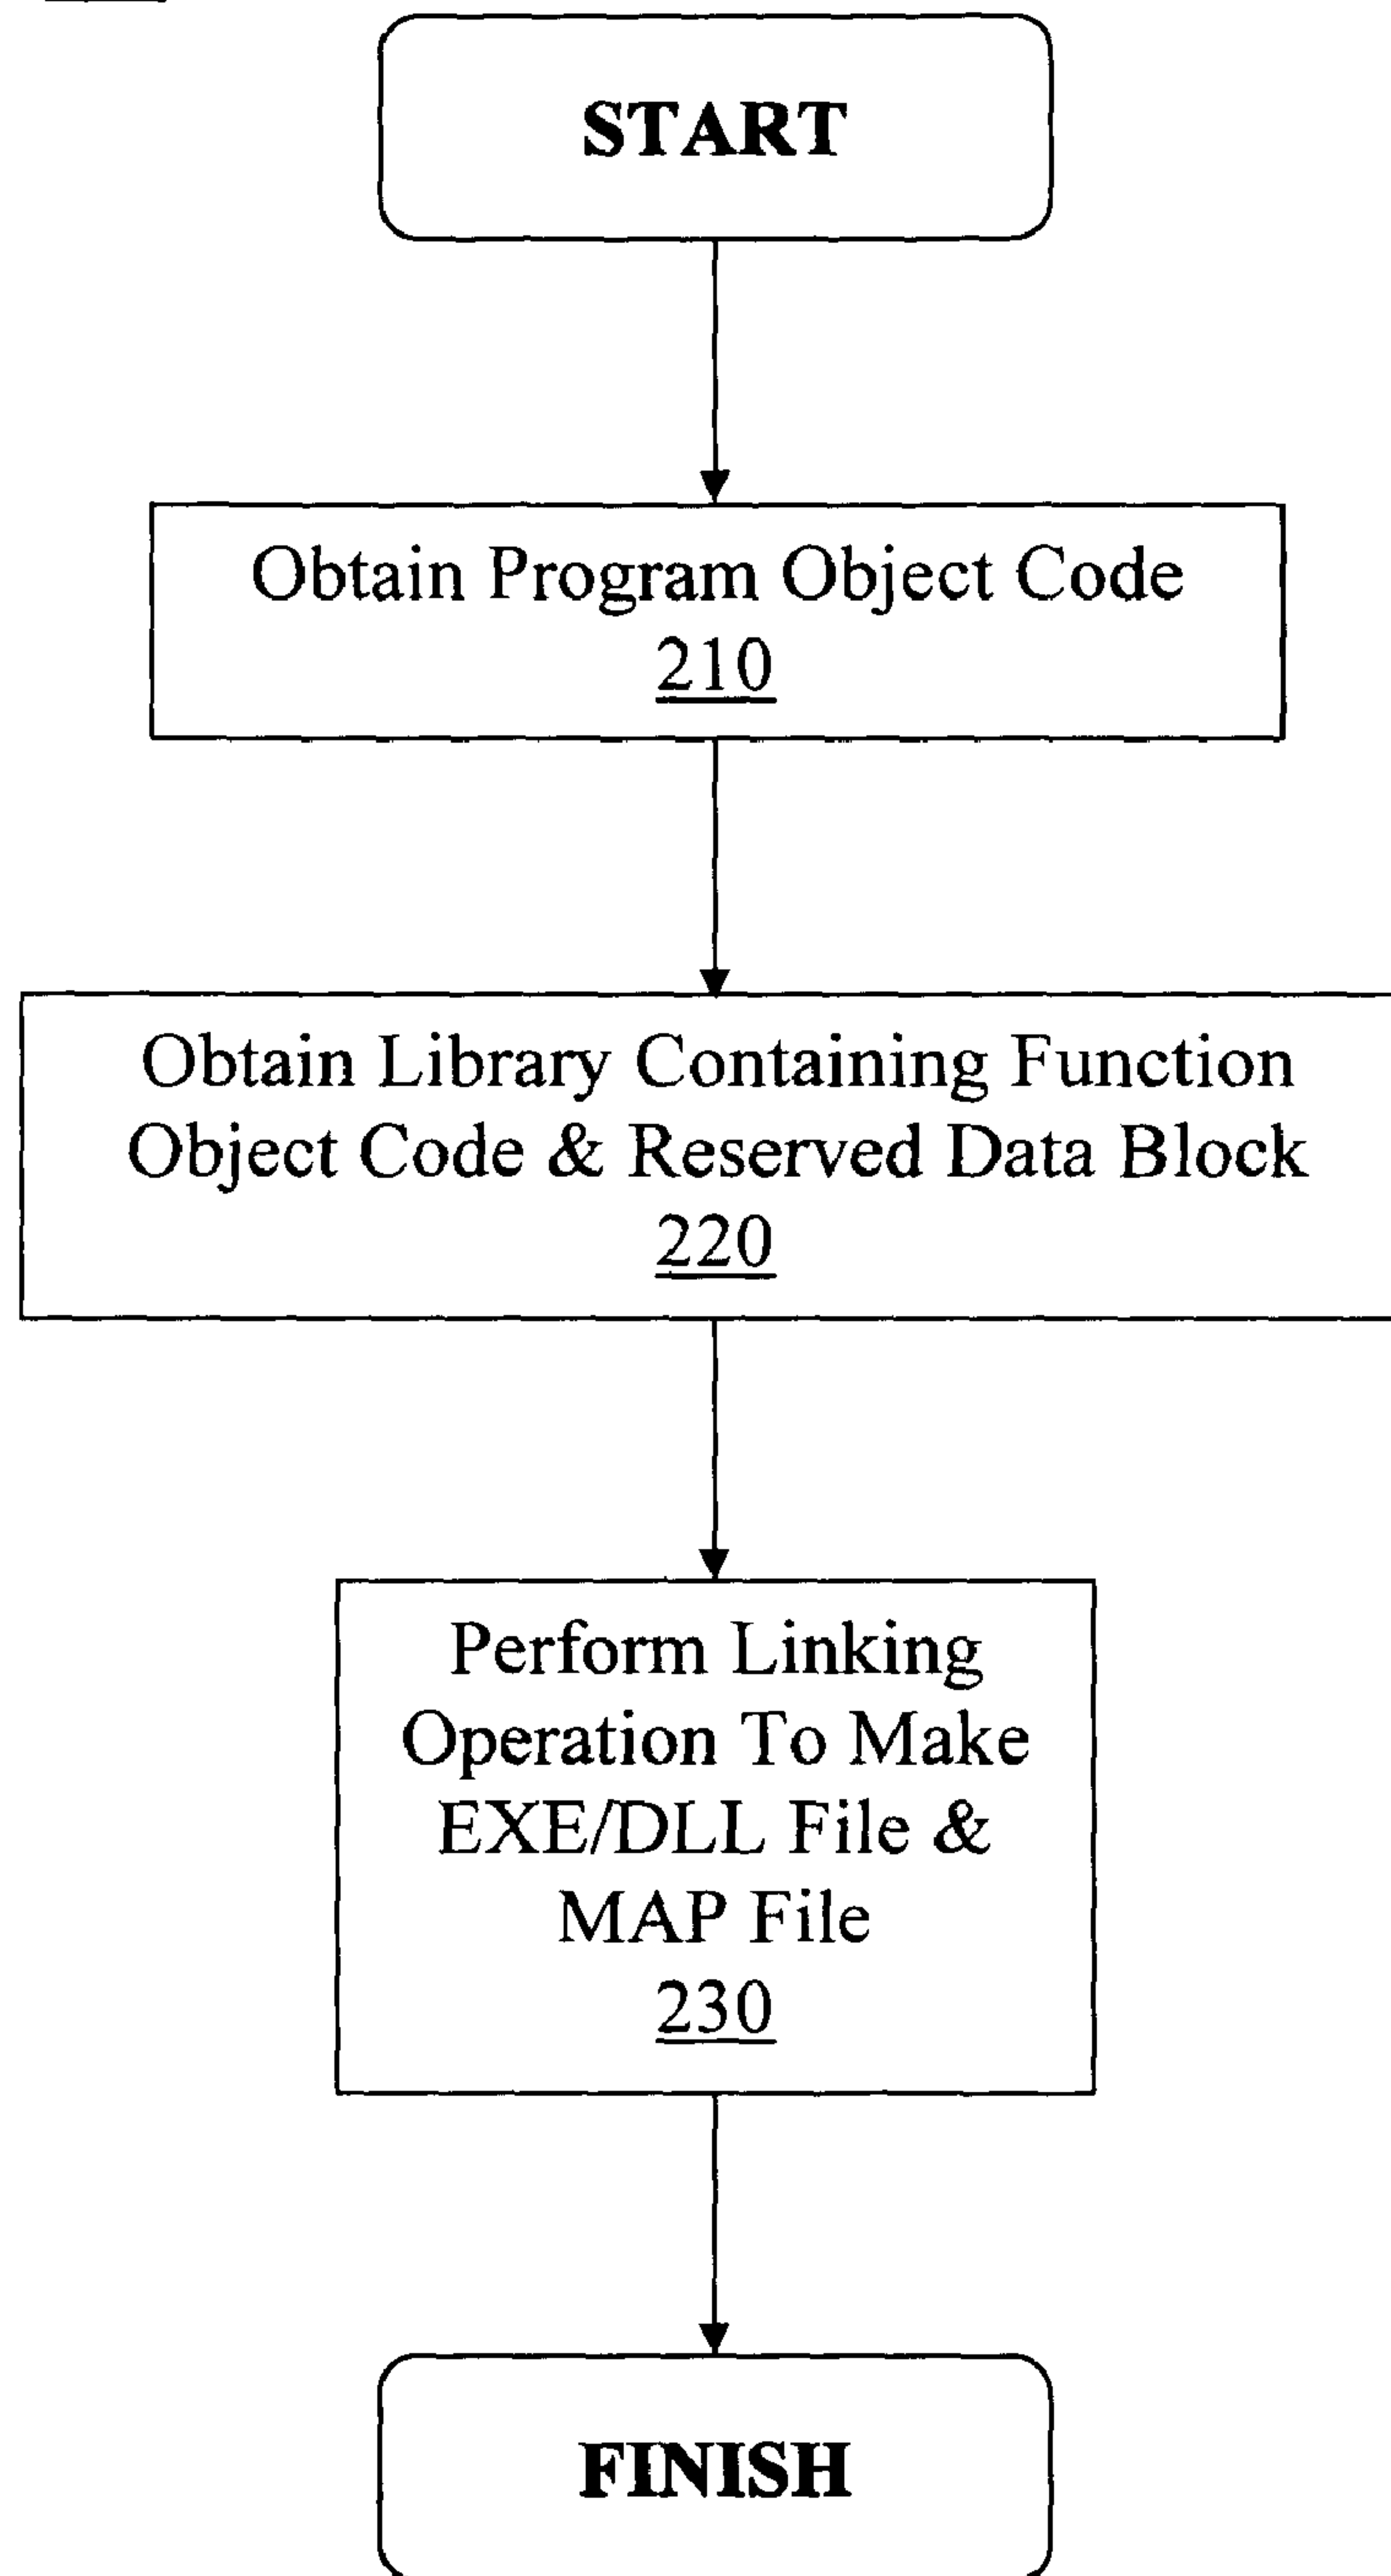 START
Obtain Program Object Code
210
Obtain Library Containing Function
Object Code & Reserved Data Block
220
Perform Linking
Operation To Make
EXE/DLL File &
MAP File
230
FINISH